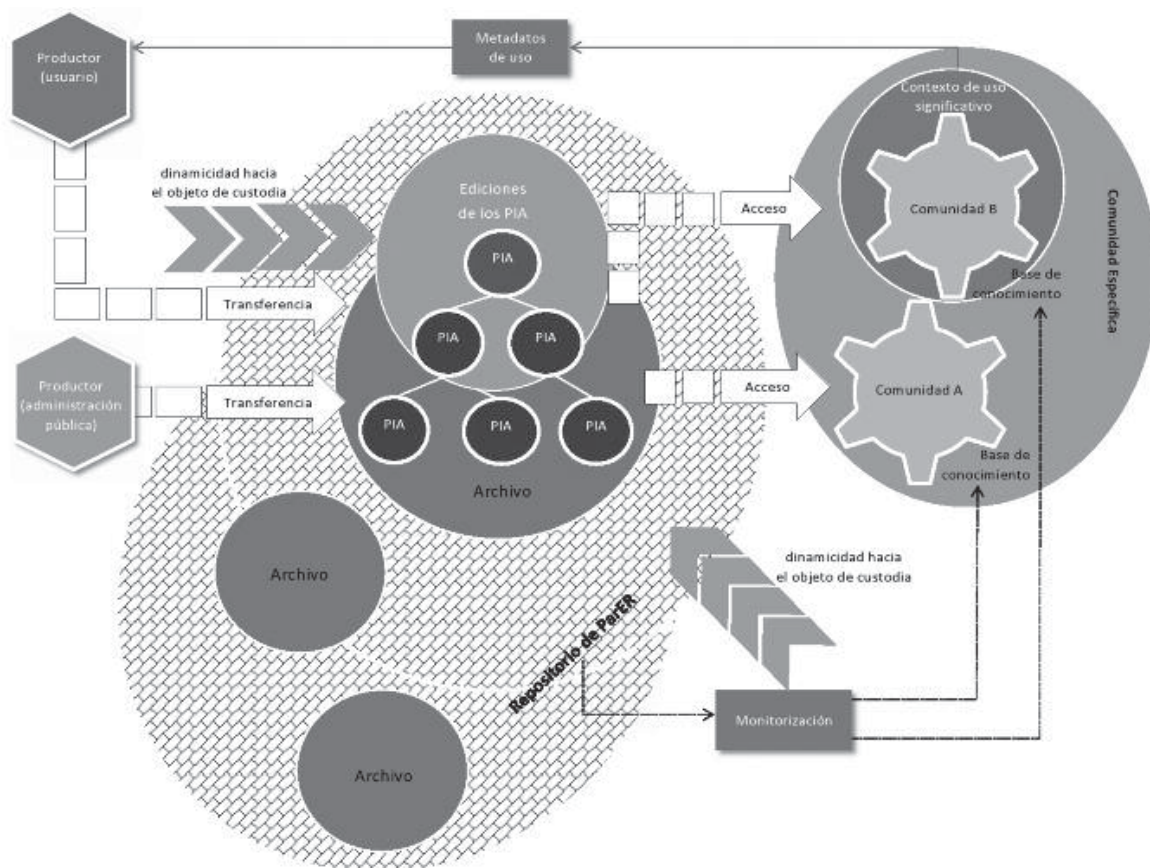 Productor
(usuario)
Metadatos
de uso
Contexto de uso
significativo
Comunidad B
Comunidad Específica
dinamicidad hacia
el objeto de custodia
Ediciones
de los PIA
PIA
PIA
PIA
PIA
PIA
PIA
Archivo
Acceso
Base de
conocimiento
Transferencia
Productor
(administración
pública)
Transferencia
Acceso
Comunidad A
Base de
conocimiento
Archivo
Archivo
Repositorio de ParER
dinamicidad hacia
el objeto de custodia
Monitorización